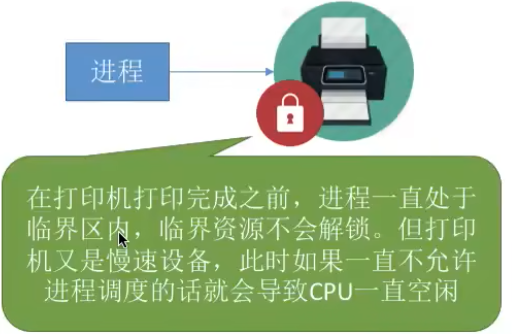 进程
在打印机打印完成之前，进程一直处于
临界区内，临界资源不会解锁。但打印
机又是慢速设备，此时如果一直不允许
进程调度的话就会导致CPU一直空闲